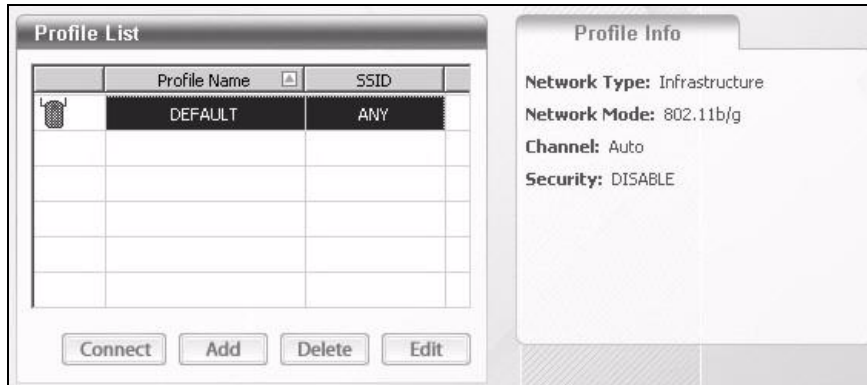 Profile List
Profile Name SSID
DEFAULT ANY
Connect Add Delete Edit
Profile Info
Network Type: Infrastructure
Network Mode: 802.11b/g
Channel: Auto
Security: DISABLE